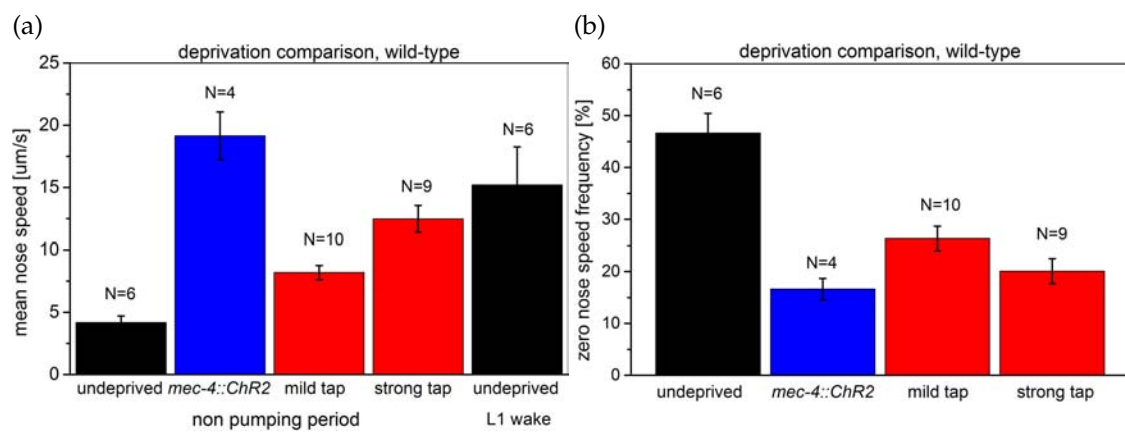 (a)
deprivation comparison, wild-type
mean nose speed [um/s]
25
20
15
10
5
0
N=6
N=4
N=10
N=9
N=6
undeprived
mec-4::ChR2
mild tap
strong tap
undeprived
non pumping period
L1 wake
(b)
deprivation comparison, wild-type
zero nose speed frequency [%]
60
50
40
30
20
10
0
N=6
N=4
N=10
N=9
undeprived
mec-4::ChR2
mild tap
strong tap